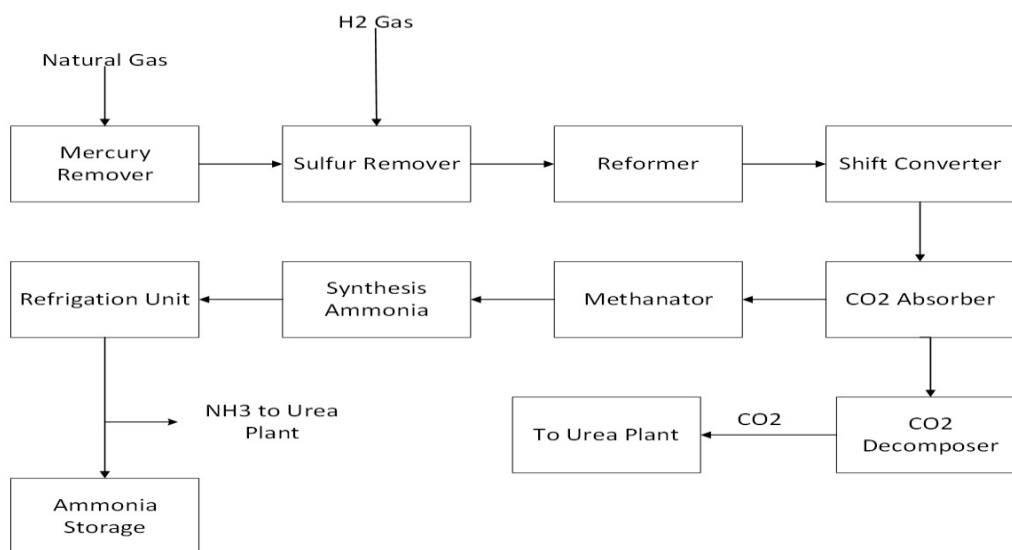 H2 Gas
Natural Gas
Mercury
Remover
Sulfur Remover
Reformer
Shift Converter
Refrigation Unit
Synthesis
Ammonia
Methanator
CO2 Absorber
NH3 to Urea
Plant
To Urea Plant
CO2
CO2
Decomposer
Ammonia
Storage